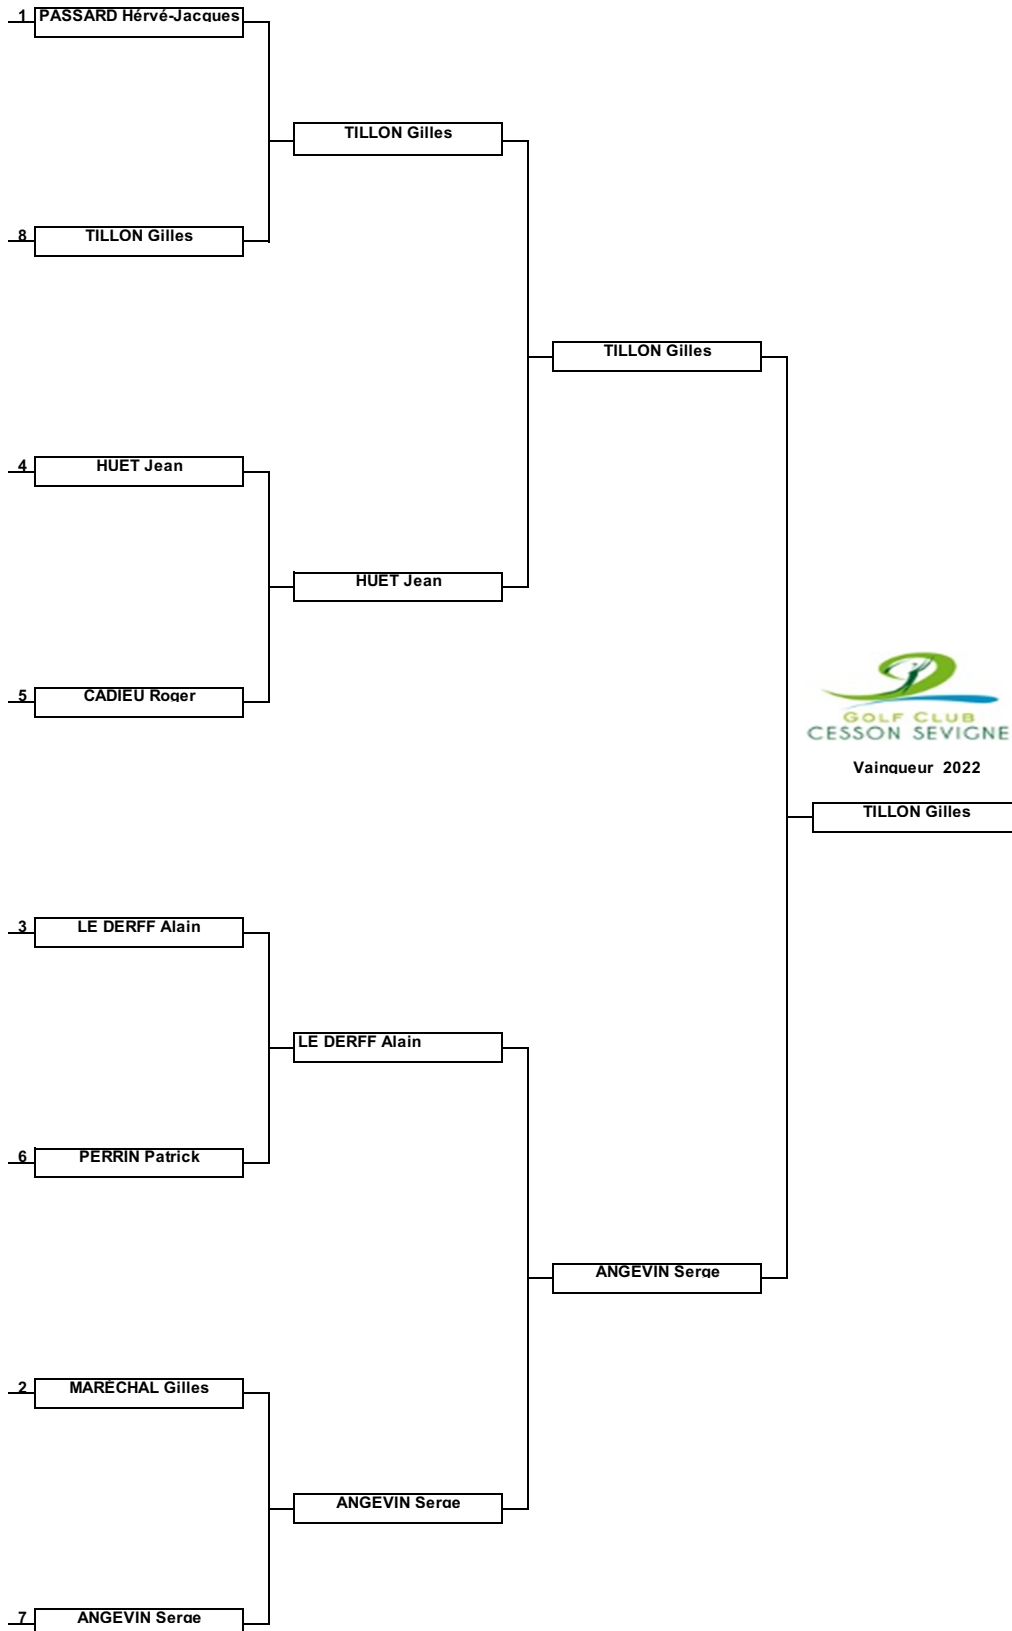 1 PASSARD Hérvé-Jacques
TILLON Gilles
8 TILLON Gilles
TILLON Gilles
4 HUET Jean
HUET Jean
5 CADIEU Roger
GOLF CLUB
CESSON SEVIGNE
Vainqueur 2022
TILLON Gilles
3 LE DERFF Alain
LE DERFF Alain
6 PERRIN Patrick
ANGEVIN Serge
2 MARÉCHAL Gilles
ANGEVIN Serge
7 ANGEVIN Serge